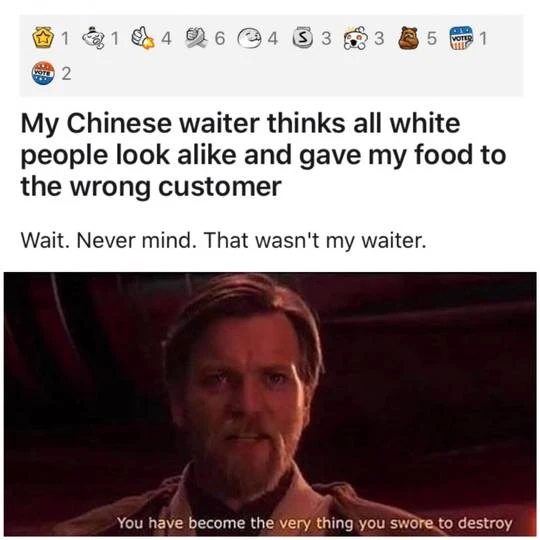 1 1 4 6 4 S 3 3 5 VOTED 1
VOTE 2
My Chinese waiter thinks all white
people look alike and gave my food to
the wrong customer
Wait. Never mind. That wasn't my waiter.
You have become the very thing you swore to destroy